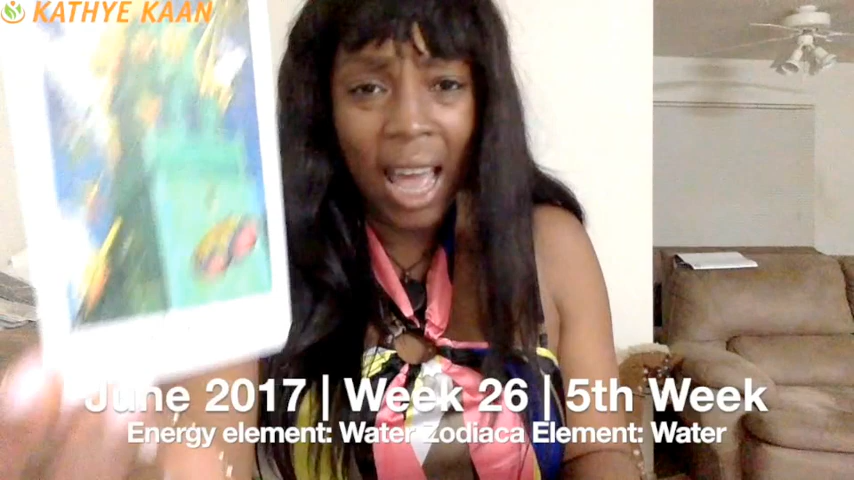 KATHYE KAAN
June 2017 | Week 26 | 5th Week
Energy element: Water Zodiaca Element: Water